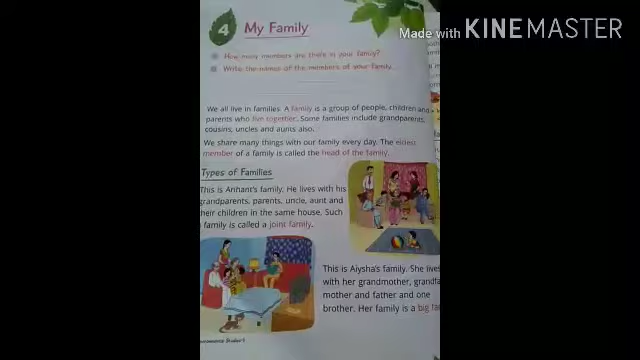 Made with KINEMASTER
4 My Family
How many members are there in your family?
Write the names of the members of your family.
We all live in families. A family is a group of people, children and
parents who live together. Some families include grandparents,
cousins, uncles and aunts also.
We share many things with our family every day. The eldest
member of a family is called the head of the family.
Types of Families
This is Arihant's family. He lives with his
grandparents, parents, uncle, aunt and
their children in the same house. Such
family is called a joint family.
This is Aiysha's family. She lives
with her grandmother, grandfa
mother and father and one
brother. Her family is a big fa